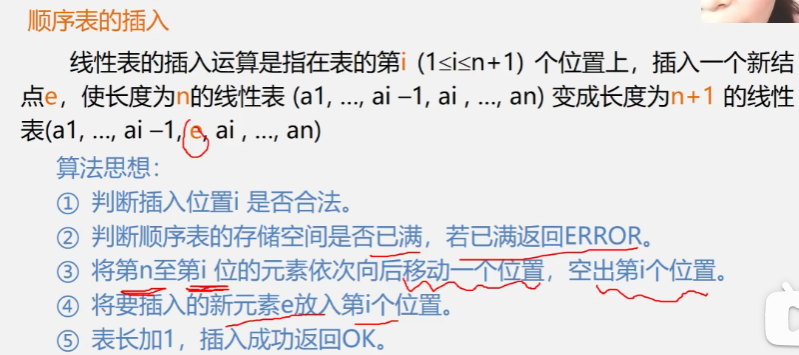 顺序表的插入
线性表的插入运算是指在表的第i (1≤i≤n+1) 个位置上，插入一个新结
点e，使长度为n的线性表 (a1, ..., ai –1, ai , ..., an) 变成长度为n+1 的线性
表(a1, ..., ai –1, e, ai , ..., an)
算法思想：
① 判断插入位置i 是否合法。
② 判断顺序表的存储空间是否已满，若已满返回ERROR。
③ 将第n至第i 位的元素依次向后移动一个位置，空出第i个位置。
④ 将要插入的新元素e放入第i个位置。
⑤ 表长加1，插入成功返回OK。